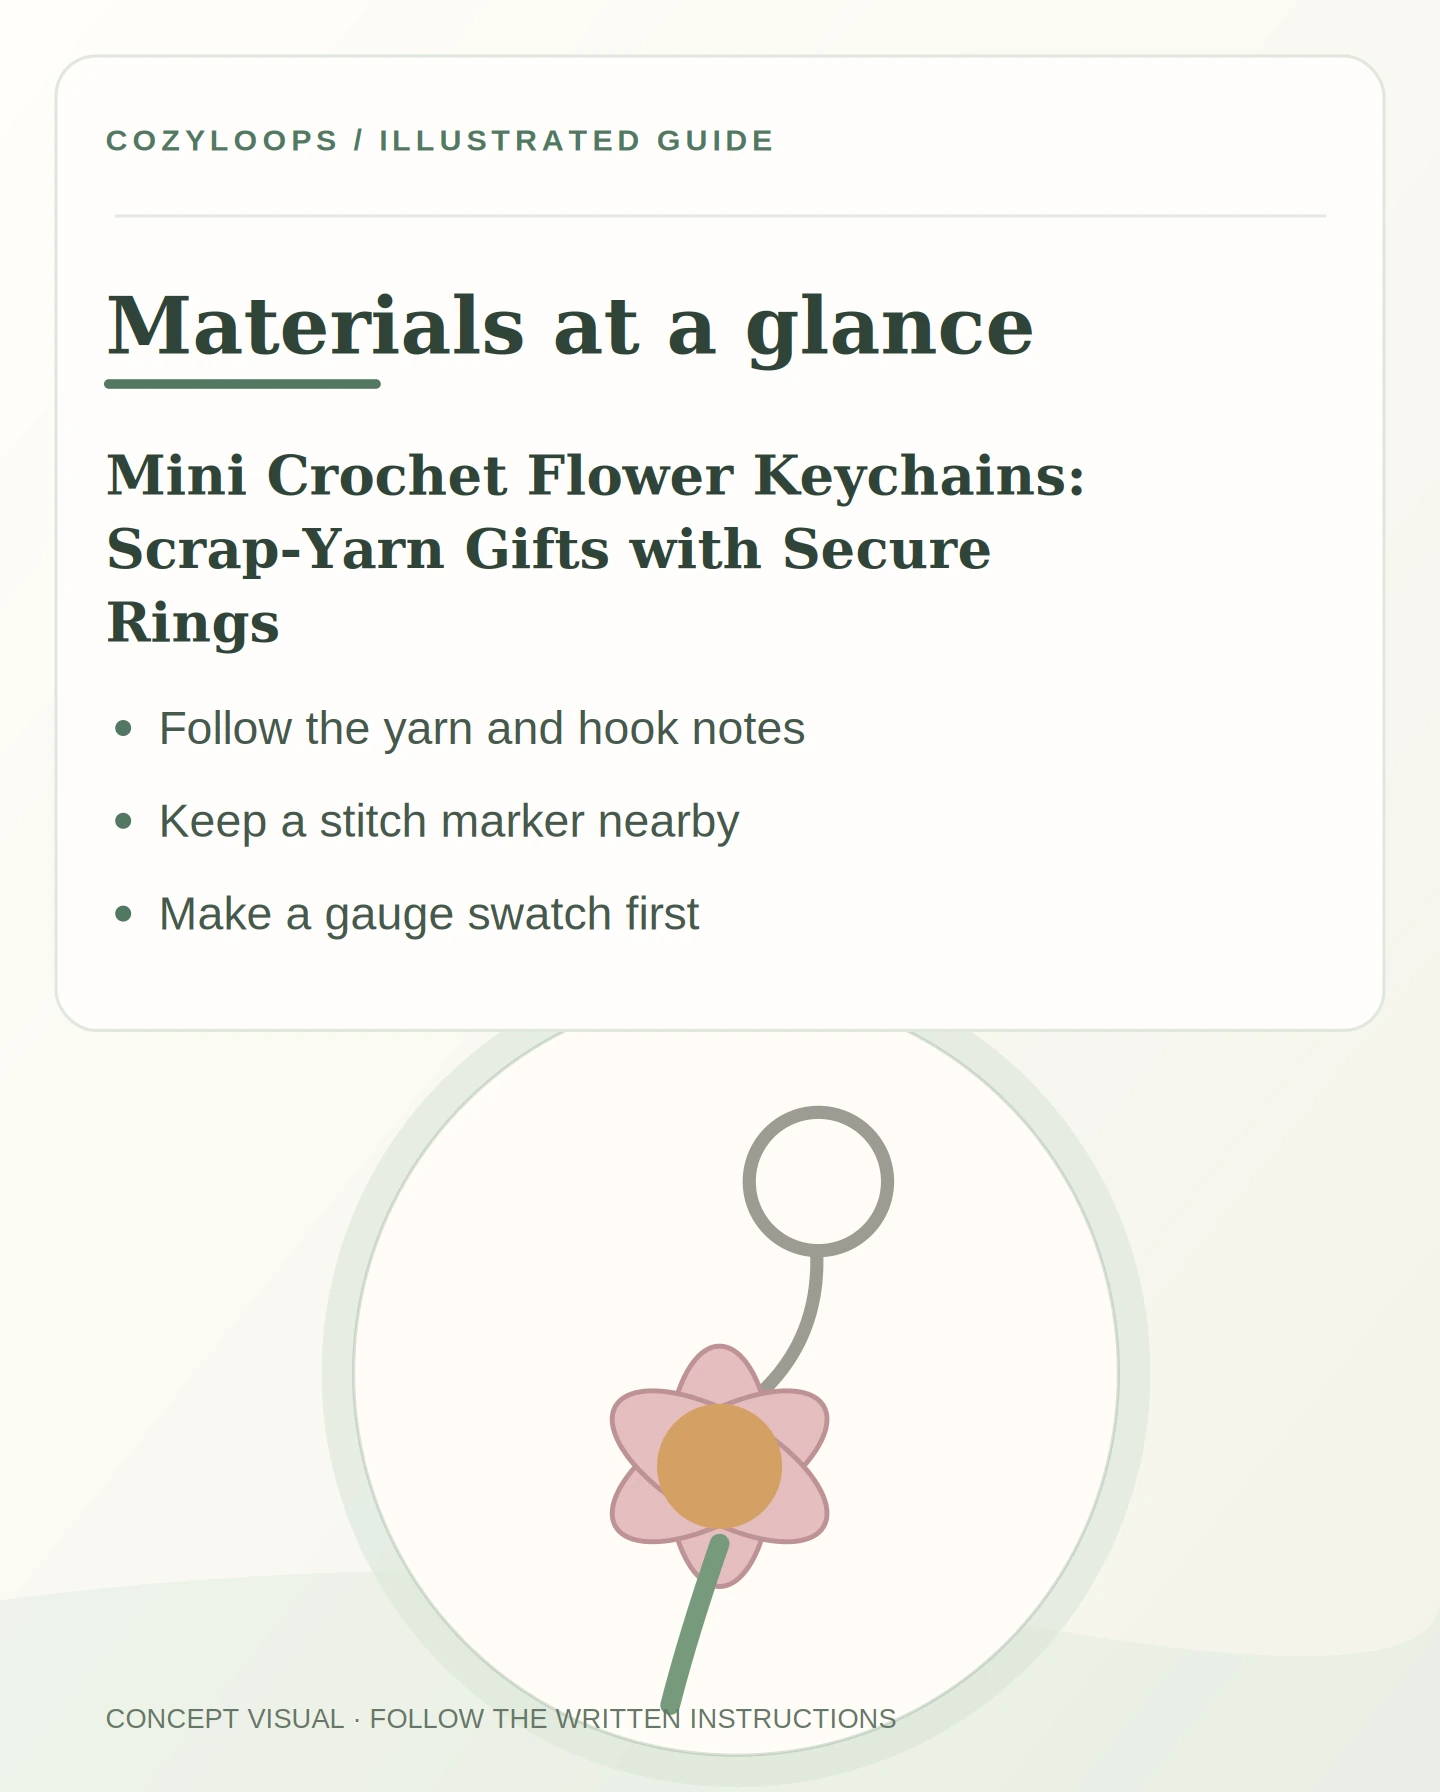 COZYLOOPS / ILLUSTRATED GUIDE
Materials at a glance
Mini Crochet Flower Keychains:
Scrap-Yarn Gifts with Secure
Rings
• Follow the yarn and hook notes
• Keep a stitch marker nearby
• Make a gauge swatch first
CONCEPT VISUAL · FOLLOW THE WRITTEN INSTRUCTIONS